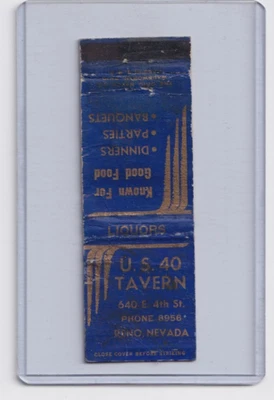 Known For
Good Food
• DINNERS
• PARTIES
• BANQUETS
LIQUORS
U. S. 40
TAVERN
640 E. 4th St.
PHONE 8956
RENO, NEVADA
CLOSE COVER BEFORE STRIKING